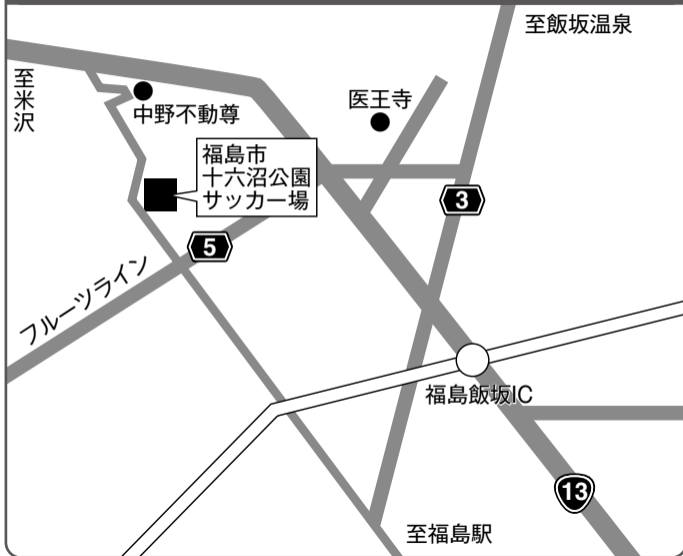 至飯坂温泉
至米沢
中野不動尊
医王寺
福島市
十六沼公園
サッカー場
3
5
フルーツライン
福島飯坂IC
13
至福島駅